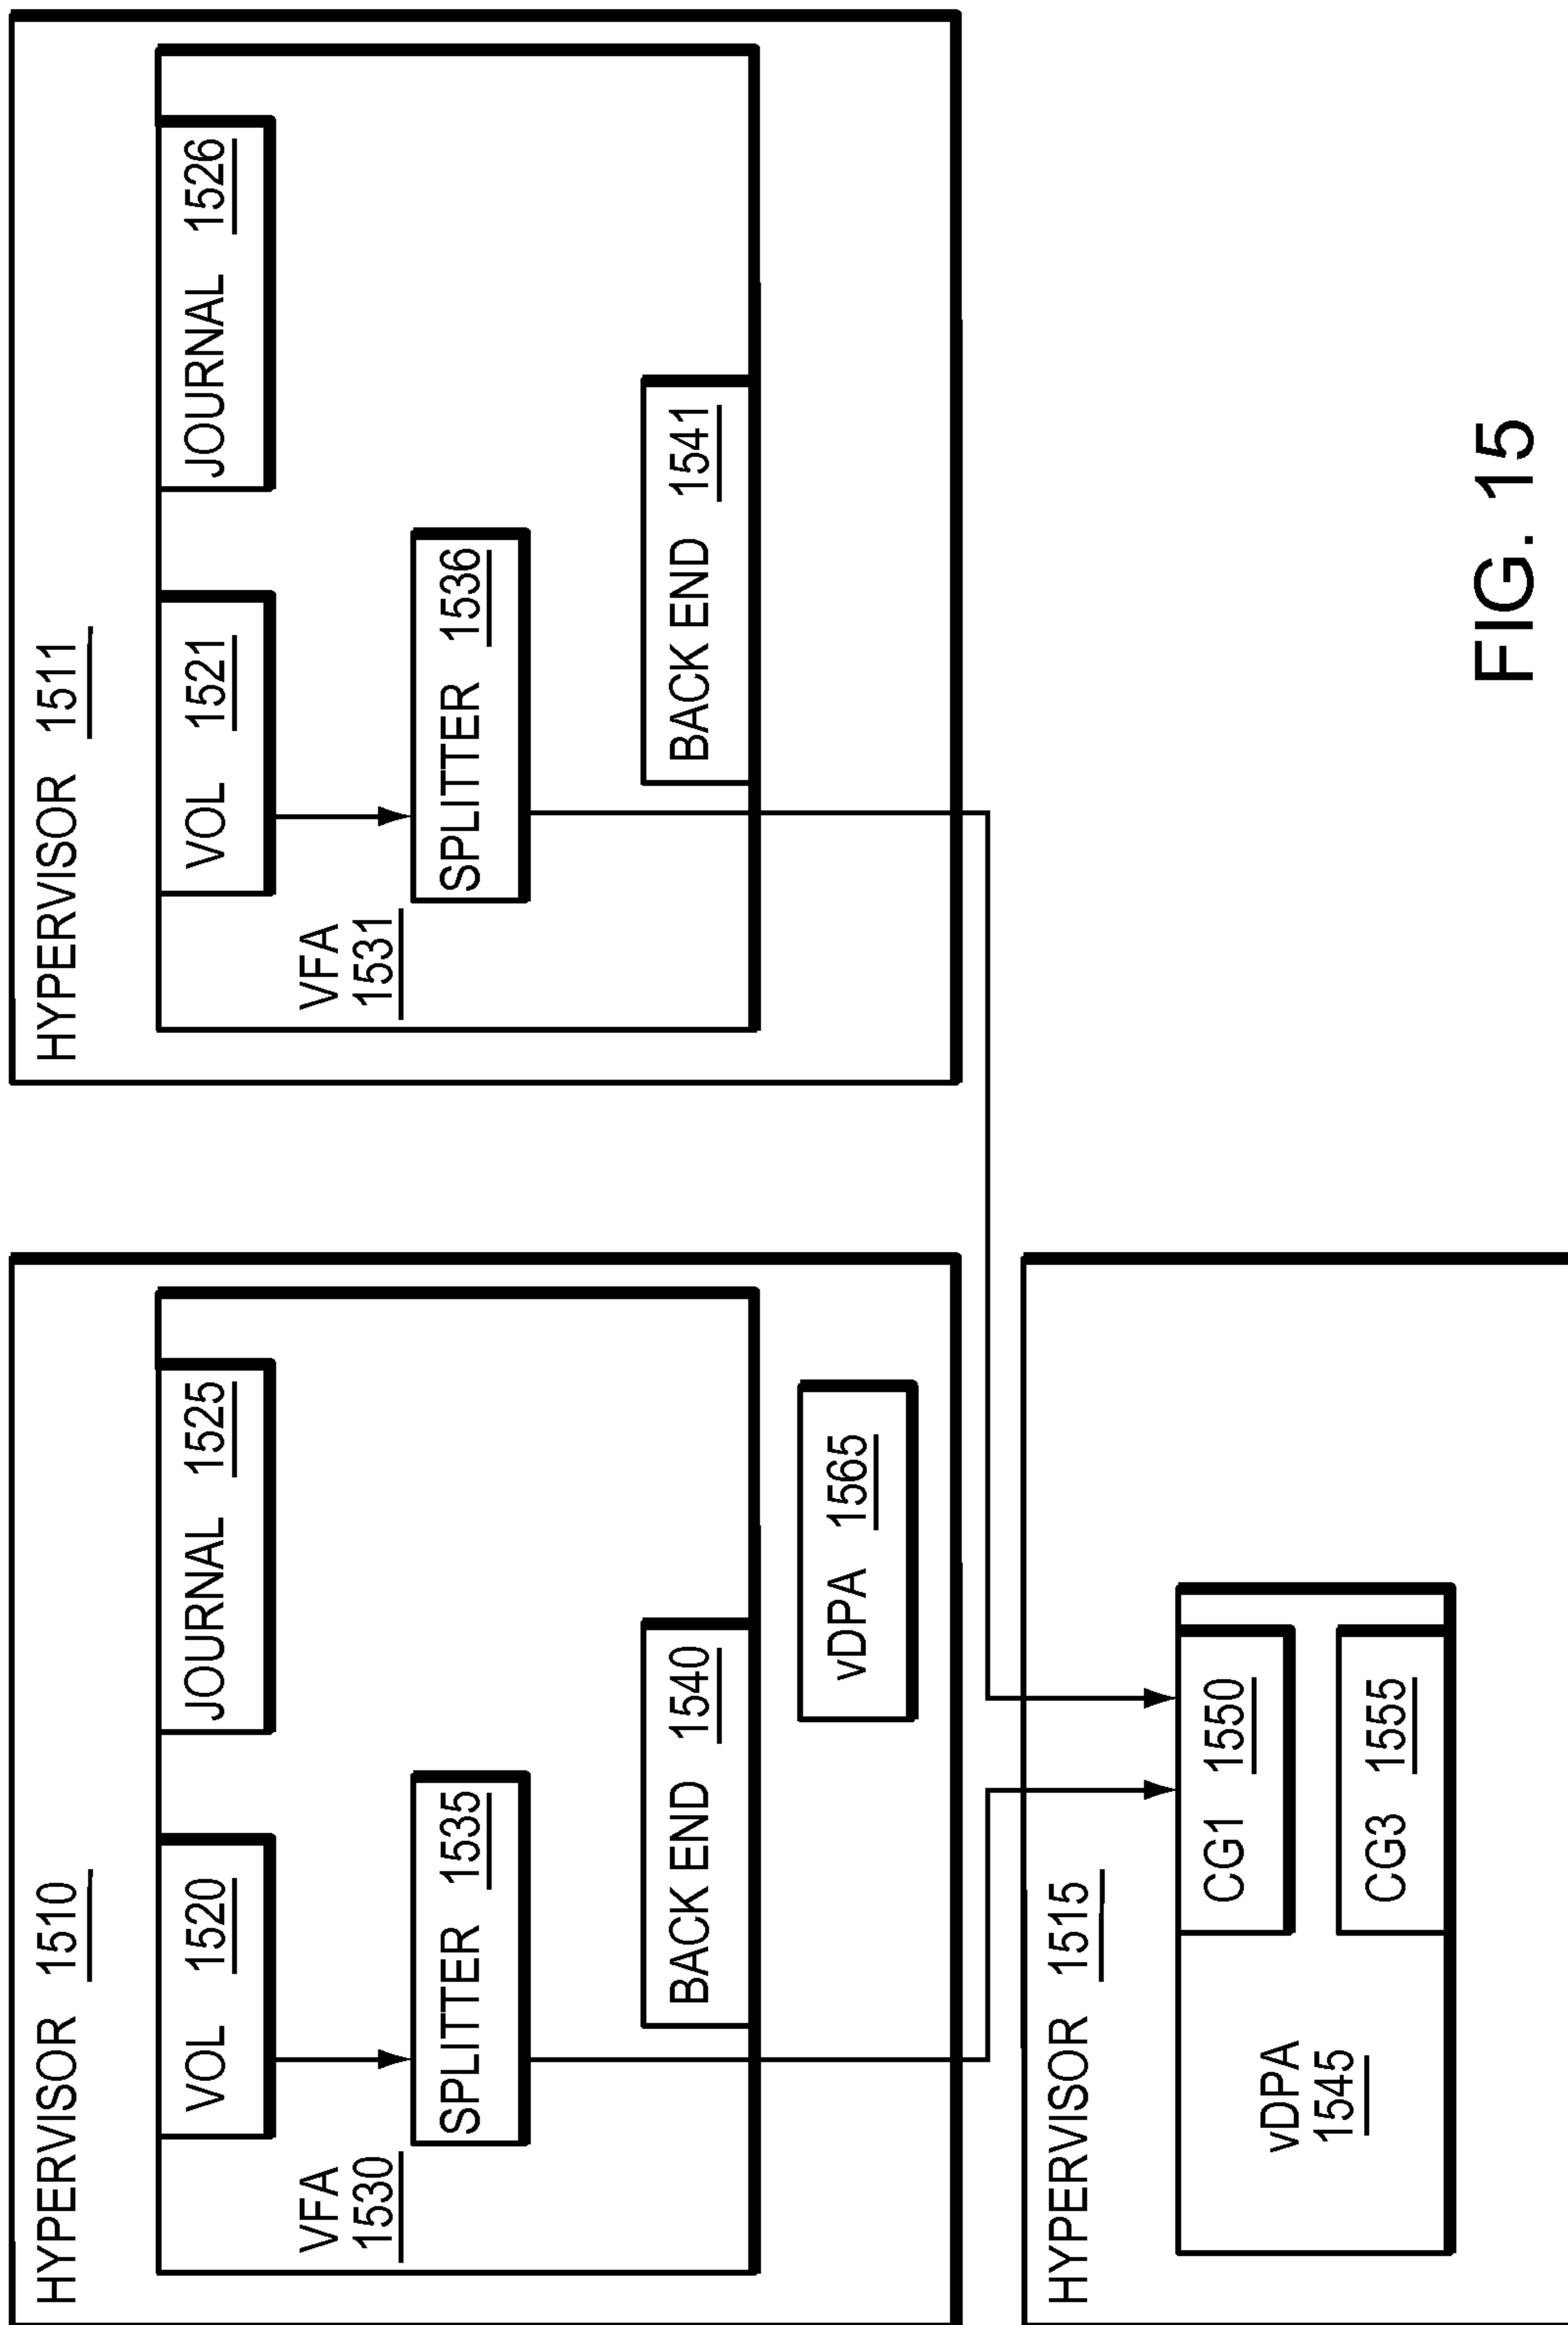 HYPERVISOR 1510
VOL 1520
JOURNAL 1525
VFA
1530
SPLITTER 1535
BACK END 1540
vDPA 1565
HYPERVISOR 1511
VOL 1521
JOURNAL 1526
VFA
1531
SPLITTER 1536
BACK END 1541
HYPERVISOR 1515
vDPA
1545
CG1 1550
CG3 1555
FIG. 15